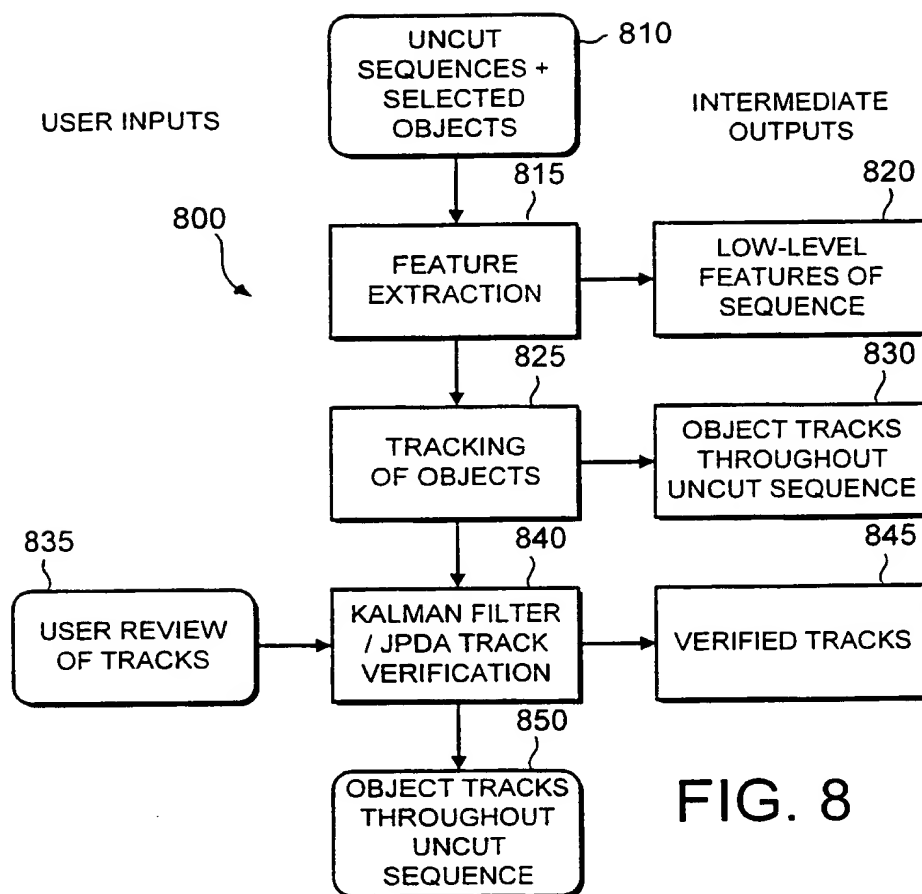 810
UNCUT
SEQUENCES +
SELECTED
OBJECTS
USER INPUTS
INTERMEDIATE
OUTPUTS
815
820
800
FEATURE
EXTRACTION
LOW-LEVEL
FEATURES OF
SEQUENCE
825
830
TRACKING
OF OBJECTS
OBJECT TRACKS
THROUGHOUT
UNCUT SEQUENCE
835
840
845
USER REVIEW
OF TRACKS
KALMAN FILTER
/ JPDA TRACK
VERIFICATION
VERIFIED TRACKS
850
OBJECT TRACKS
THROUGHOUT
UNCUT
SEQUENCE
FIG. 8